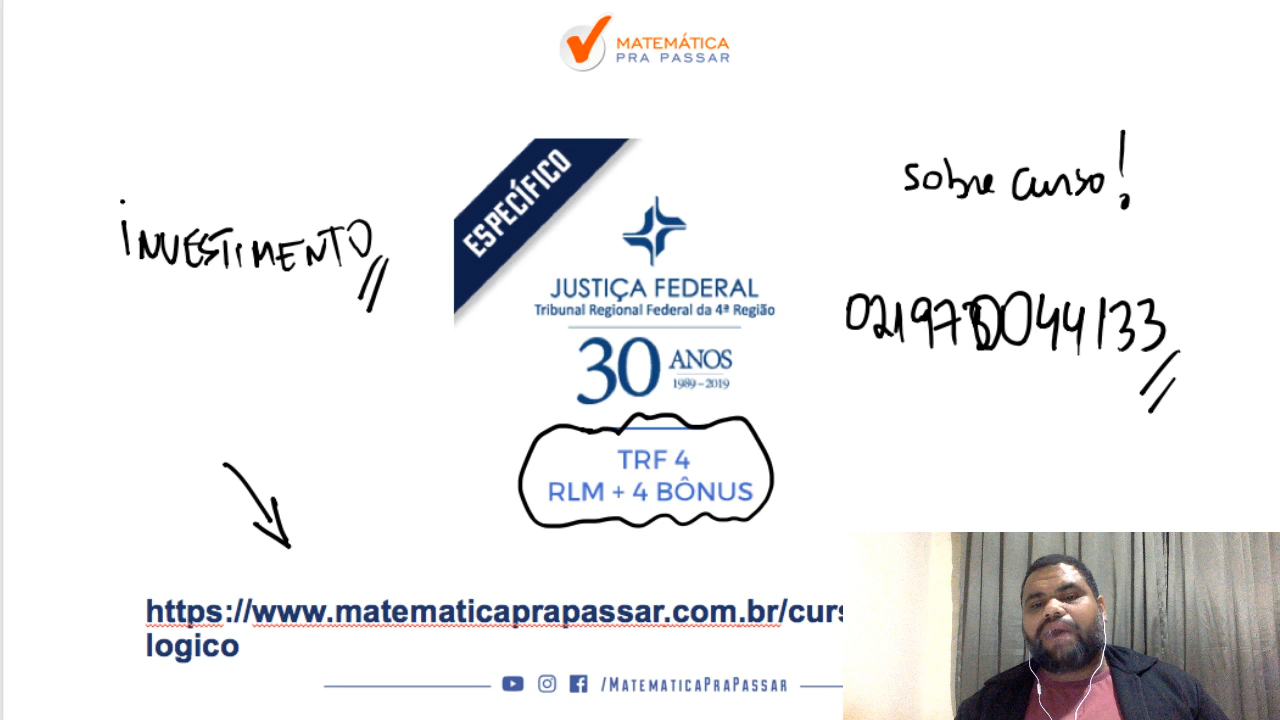 MATEMÁTICA
PRA PASSAR
ESPECÍFICO
sobre curso!
INVESTIMENTO
JUSTIÇA FEDERAL
Tribunal Regional Federal da 4ª Região
30 ANOS
1989 – 2019
TRF 4
RLM + 4 BÔNUS
https://www.matematicaprapassar.com.br/curs
logico
/MATEMATICAPRAPASSAR